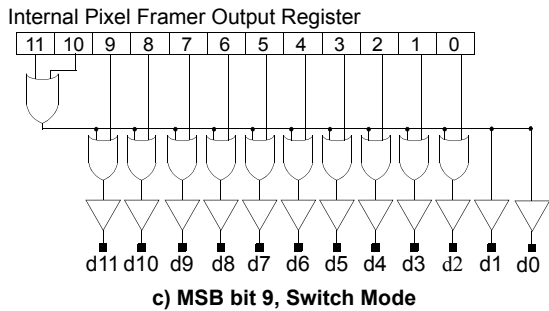 Internal Pixel Framer Output Register
11 10 9 8 7 6 5 4 3 2 1 0
d11 d10 d9 d8 d7 d6 d5 d4 d3 d2 d1 d0
c) MSB bit 9, Switch Mode